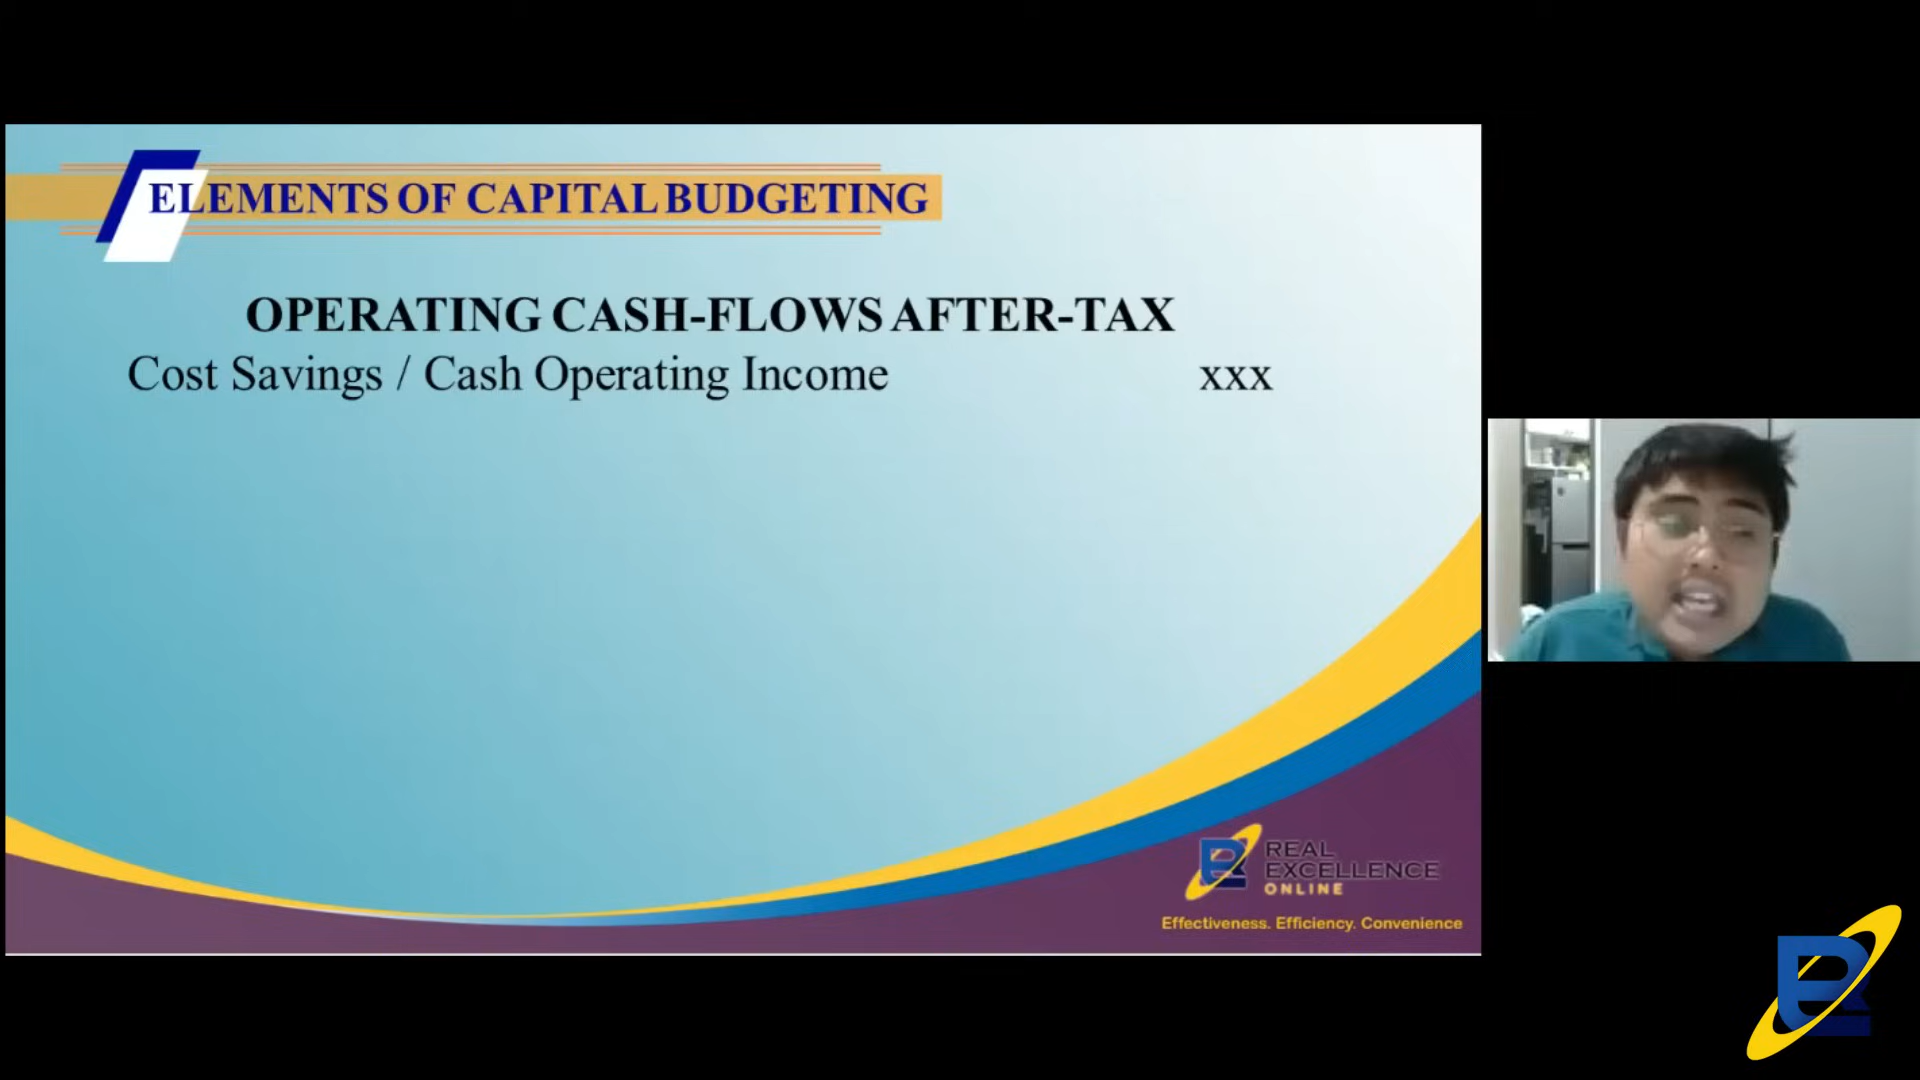 ELEMENTS OF CAPITAL BUDGETING
OPERATING CASH-FLOWS AFTER-TAX
Cost Savings / Cash Operating Income xxx
REAL
EXCELLENCE
ONLINE
Effectiveness. Efficiency. Convenience